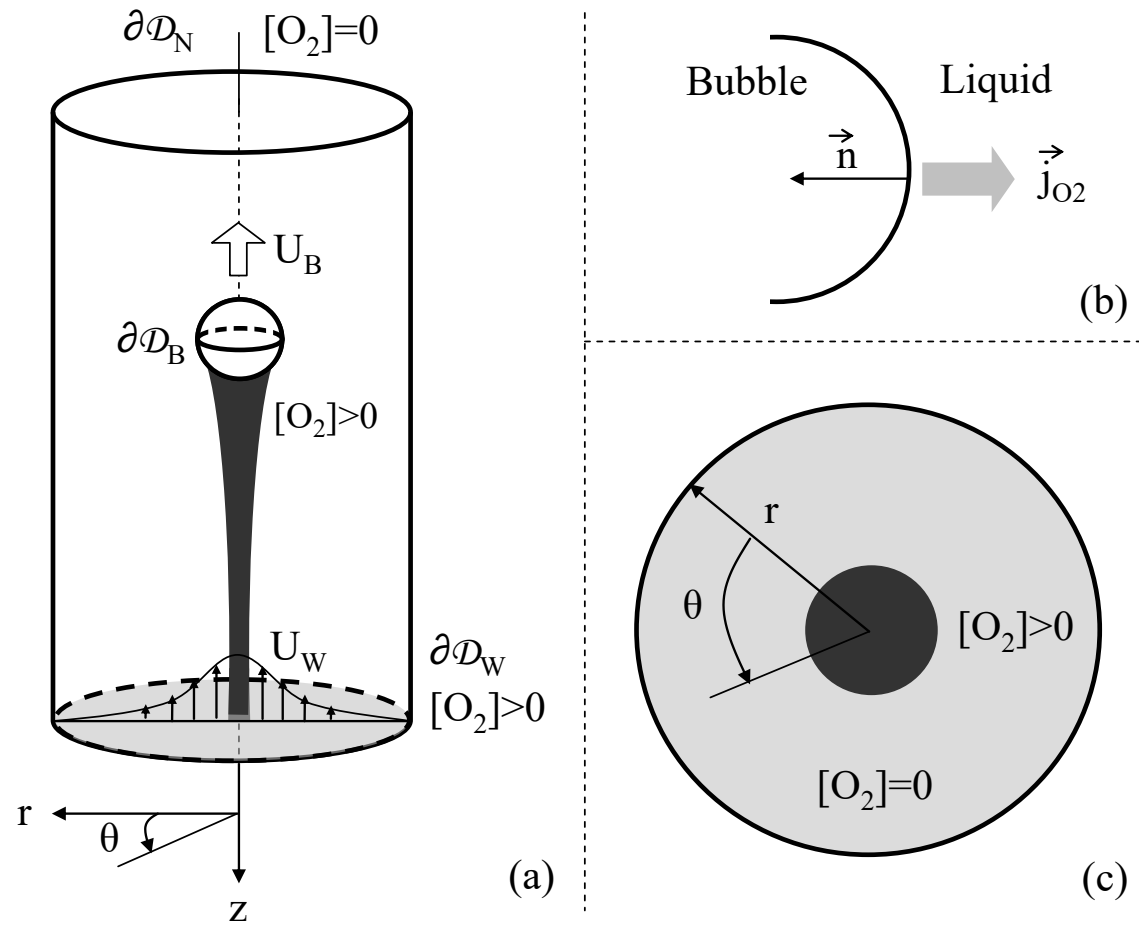 ∂𝒟N [O2]=0
UB
∂𝒟B
[O2]>0
UW
∂𝒟W
[O2]>0
r
θ
z
(a)
Bubble
Liquid
n
jO2
(b)
r
θ
[O2]>0
[O2]=0
(c)